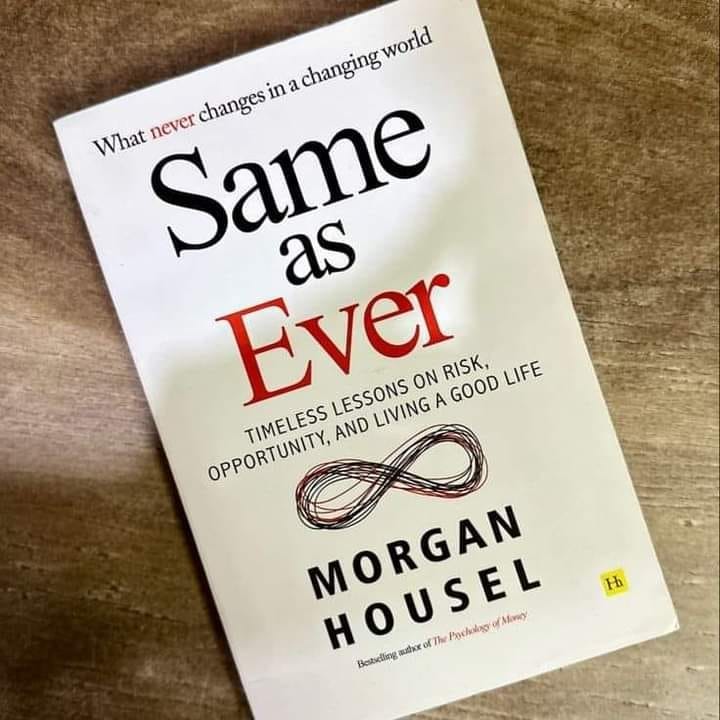 What never changes in a changing world
Same
as
Ever
TIMELESS LESSONS ON RISK,
OPPORTUNITY, AND LIVING A GOOD LIFE
MORGAN
HOUSEL
Bestselling author of The Psychology of Money
Hh